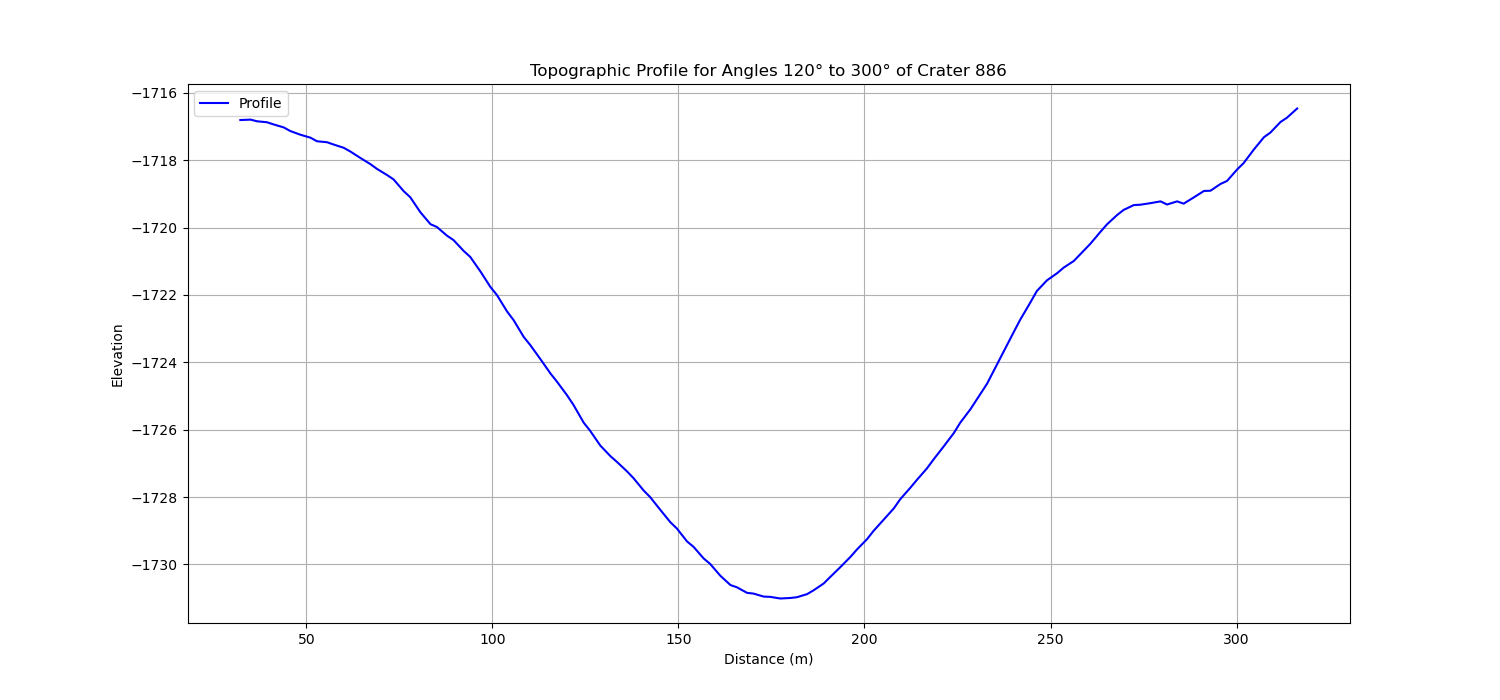 Topographic Profile for Angles 120° to 300° of Crater 886
Profile
−1716
−1718
−1720
−1722
−1724
−1726
−1728
−1730
Elevation
50 100 150 200 250 300
Distance (m)